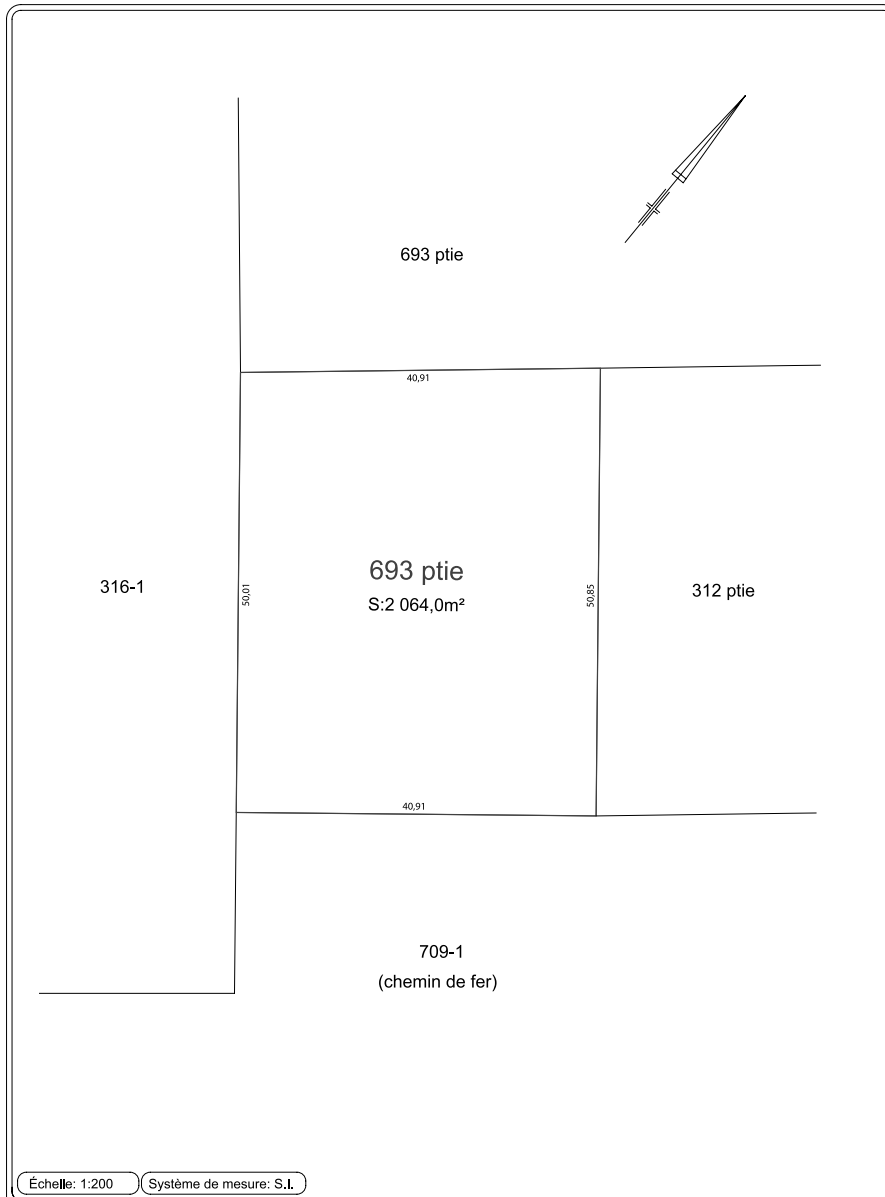 693 ptie
40,91
316-1
50,01
693 ptie
S:2 064,0m²
50,85
312 ptie
40,91
709-1
(chemin de fer)
Échelle: 1:200
Système de mesure: S.I.